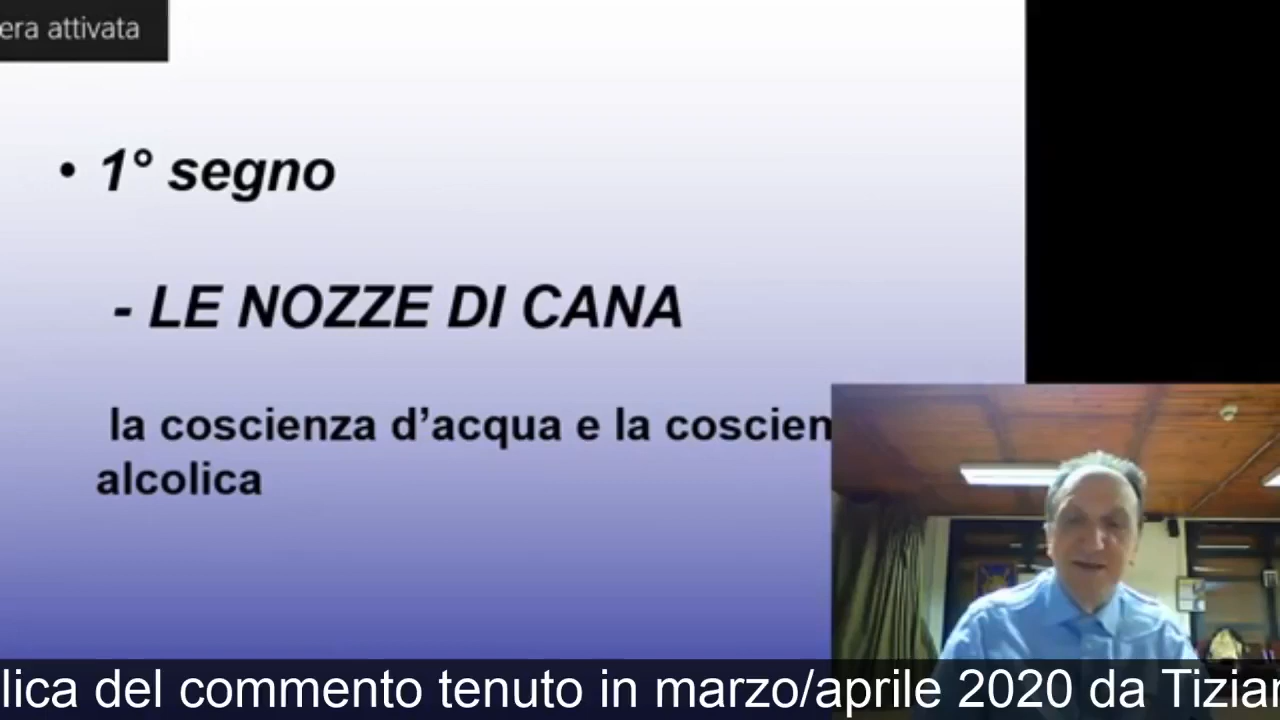 era attivata
• 1° segno
- LE NOZZE DI CANA
la coscienza d’acqua e la coscien
alcolica
lica del commento tenuto in marzo/aprile 2020 da Tizian